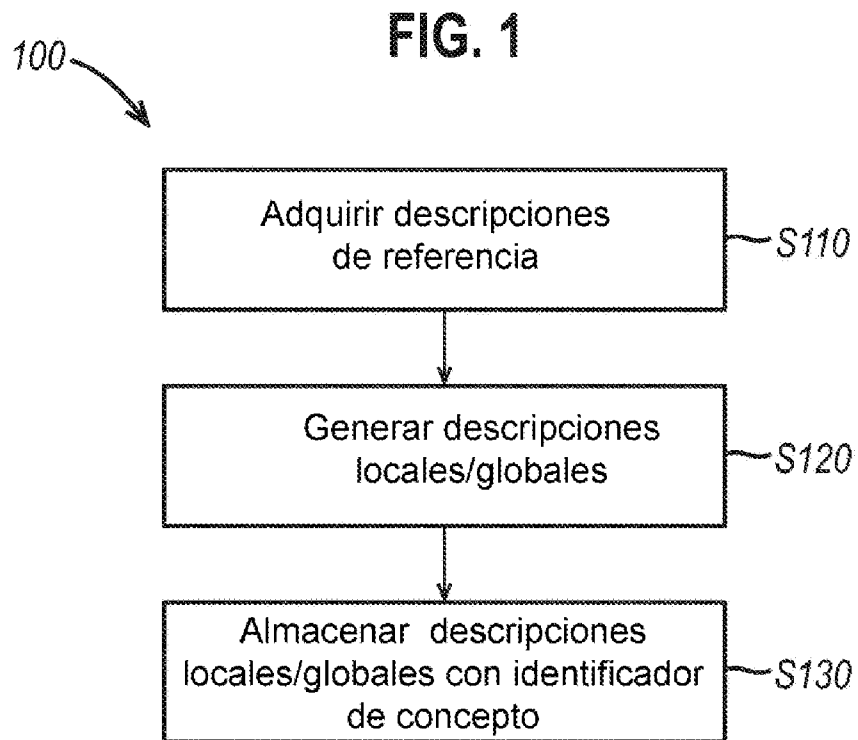 FIG. 1
100
Adquirir descripciones
de referencia
S110
Generar descripciones
locales/globales
S120
Almacenar descripciones
locales/globales con identificador
de concepto
S130